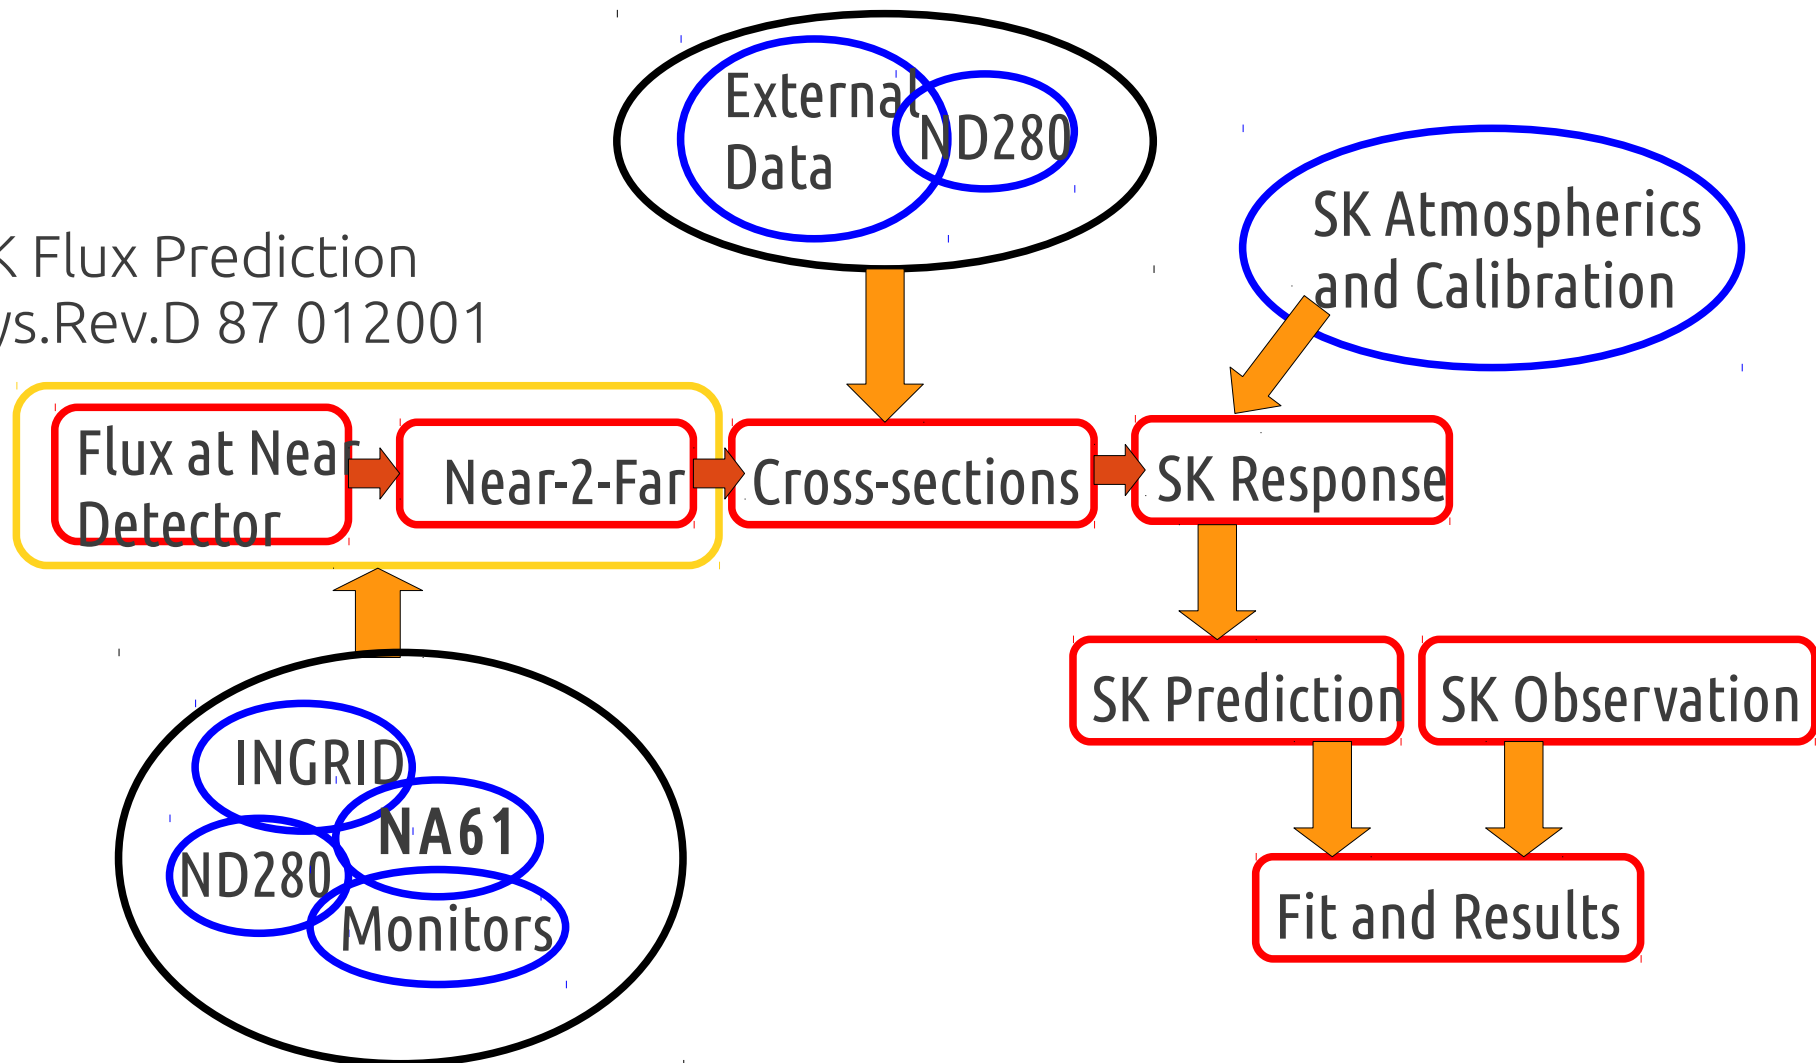 External
Data
ND280
SK Atmospherics
and Calibration
K Flux Prediction
ys.Rev.D 87 012001
Flux at Near
Detector
Near-2-Far
Cross-sections
SK Response
SK Prediction
SK Observation
INGRID
NA61
ND280
Monitors
Fit and Results